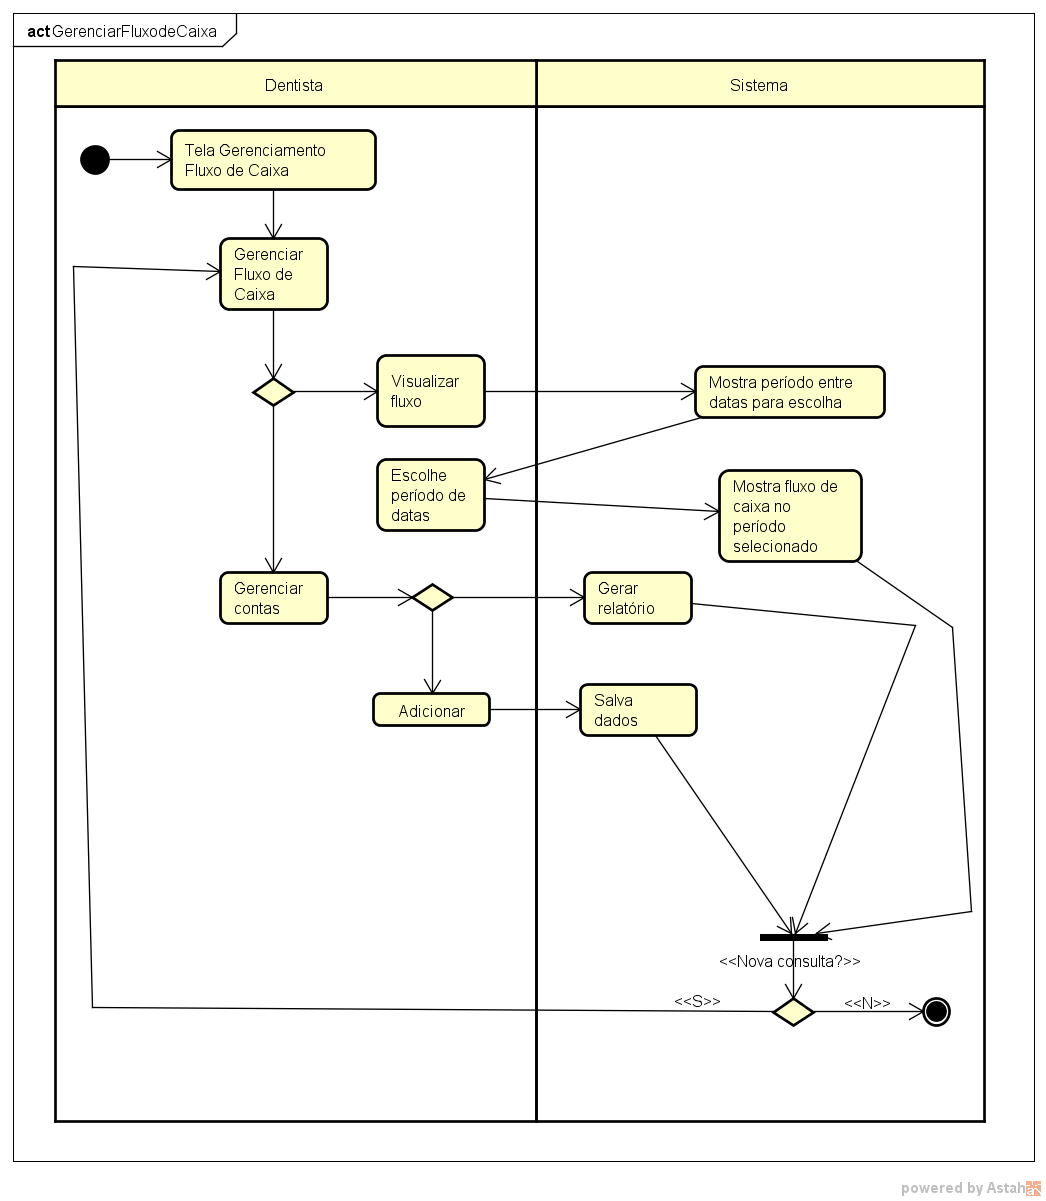 act GerenciarFluxodeCaixa
Dentista
Sistema
Tela Gerenciamento
Fluxo de Caixa
Gerenciar
Fluxo de
Caixa
Visualizar
fluxo
Mostra período entre
datas para escolha
Escolhe
período de
datas
Mostra fluxo de
caixa no
período
selecionado
Gerenciar
contas
Gerar
relatório
Adicionar
Salva
dados
<<Nova consulta?>>
<<S>>
<<N>>
powered by Astah